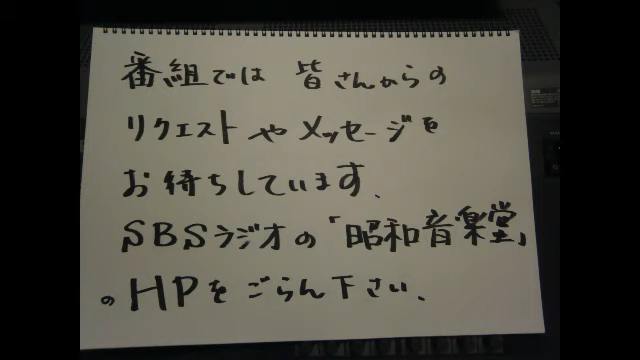 番組では 皆さんからの
リクエストやメッセージを
お待ちしています、
SBSラジオの「昭和音楽堂」
のHPをごらん下さい、